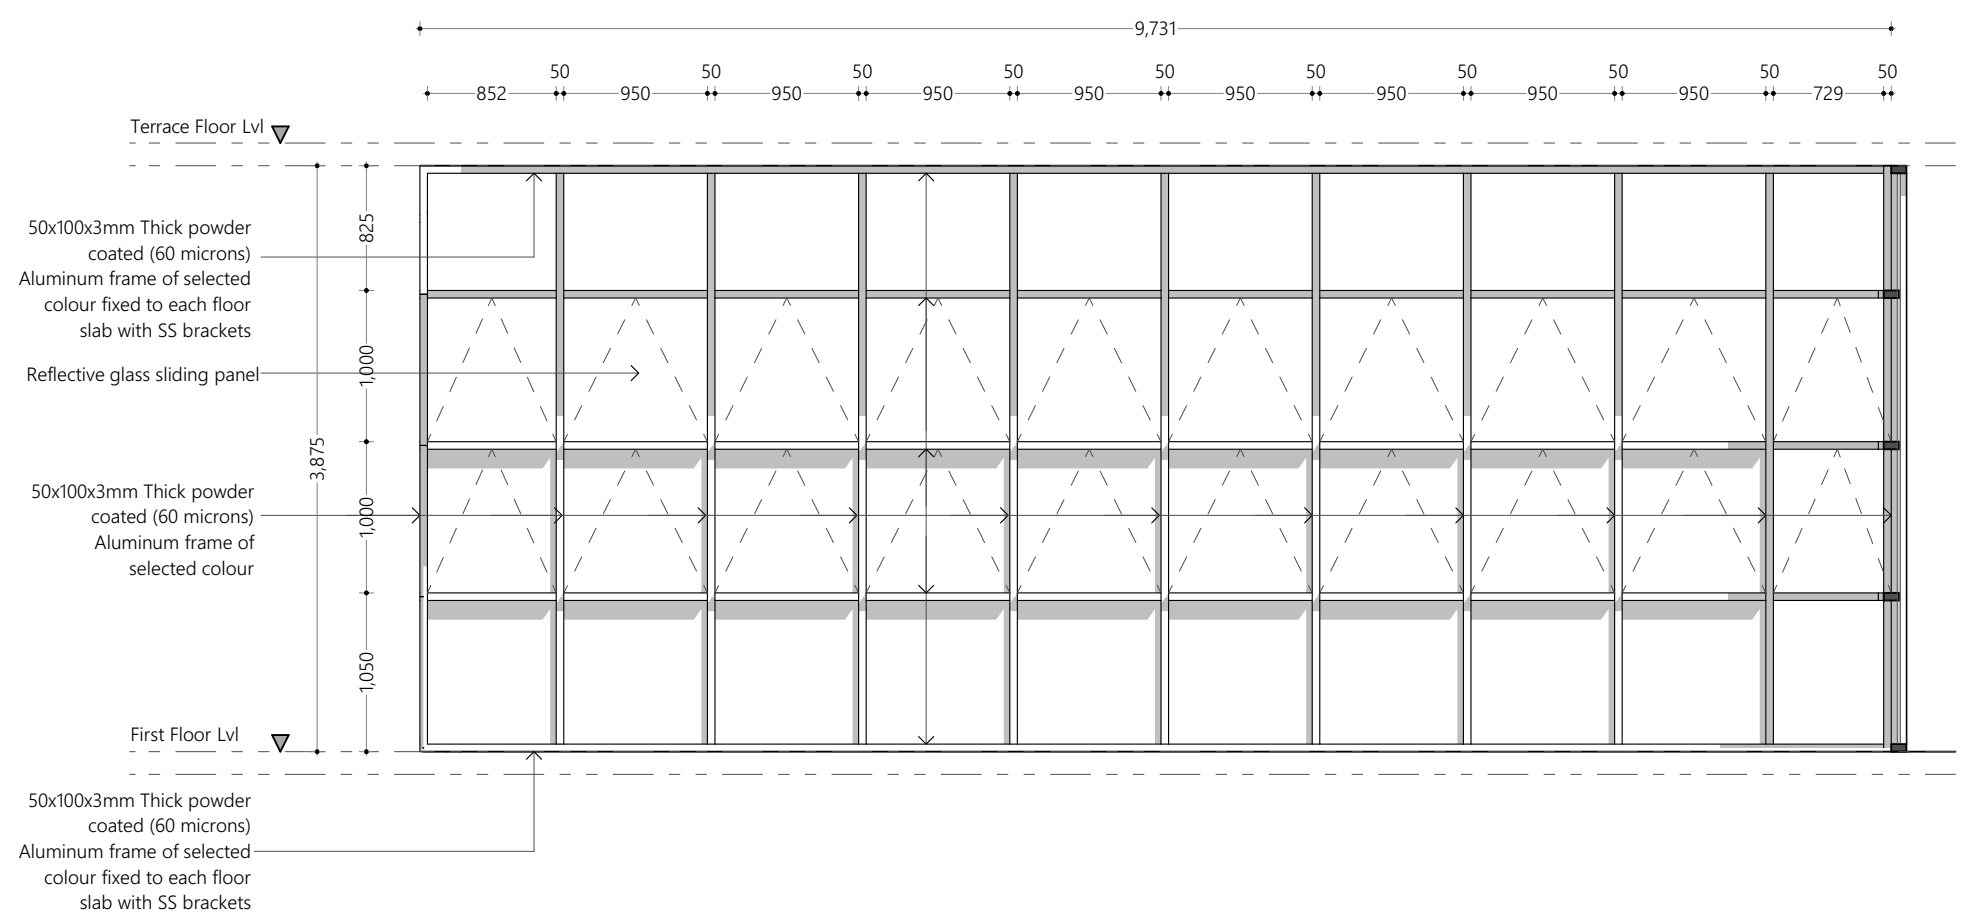 9,731
50 50 50 50 50 50 50 50 50 50
852 950 950 950 950 950 950 950 950 729
Terrace Floor Lvl
825
50x100x3mm Thick powder
coated (60 microns)
Aluminum frame of selected
colour fixed to each floor
slab with SS brackets
1,000
Reflective glass sliding panel
3,875
50x100x3mm Thick powder
coated (60 microns)
Aluminum frame of
selected colour
1,000
1,050
First Floor Lvl
50x100x3mm Thick powder
coated (60 microns)
Aluminum frame of selected
colour fixed to each floor
slab with SS brackets